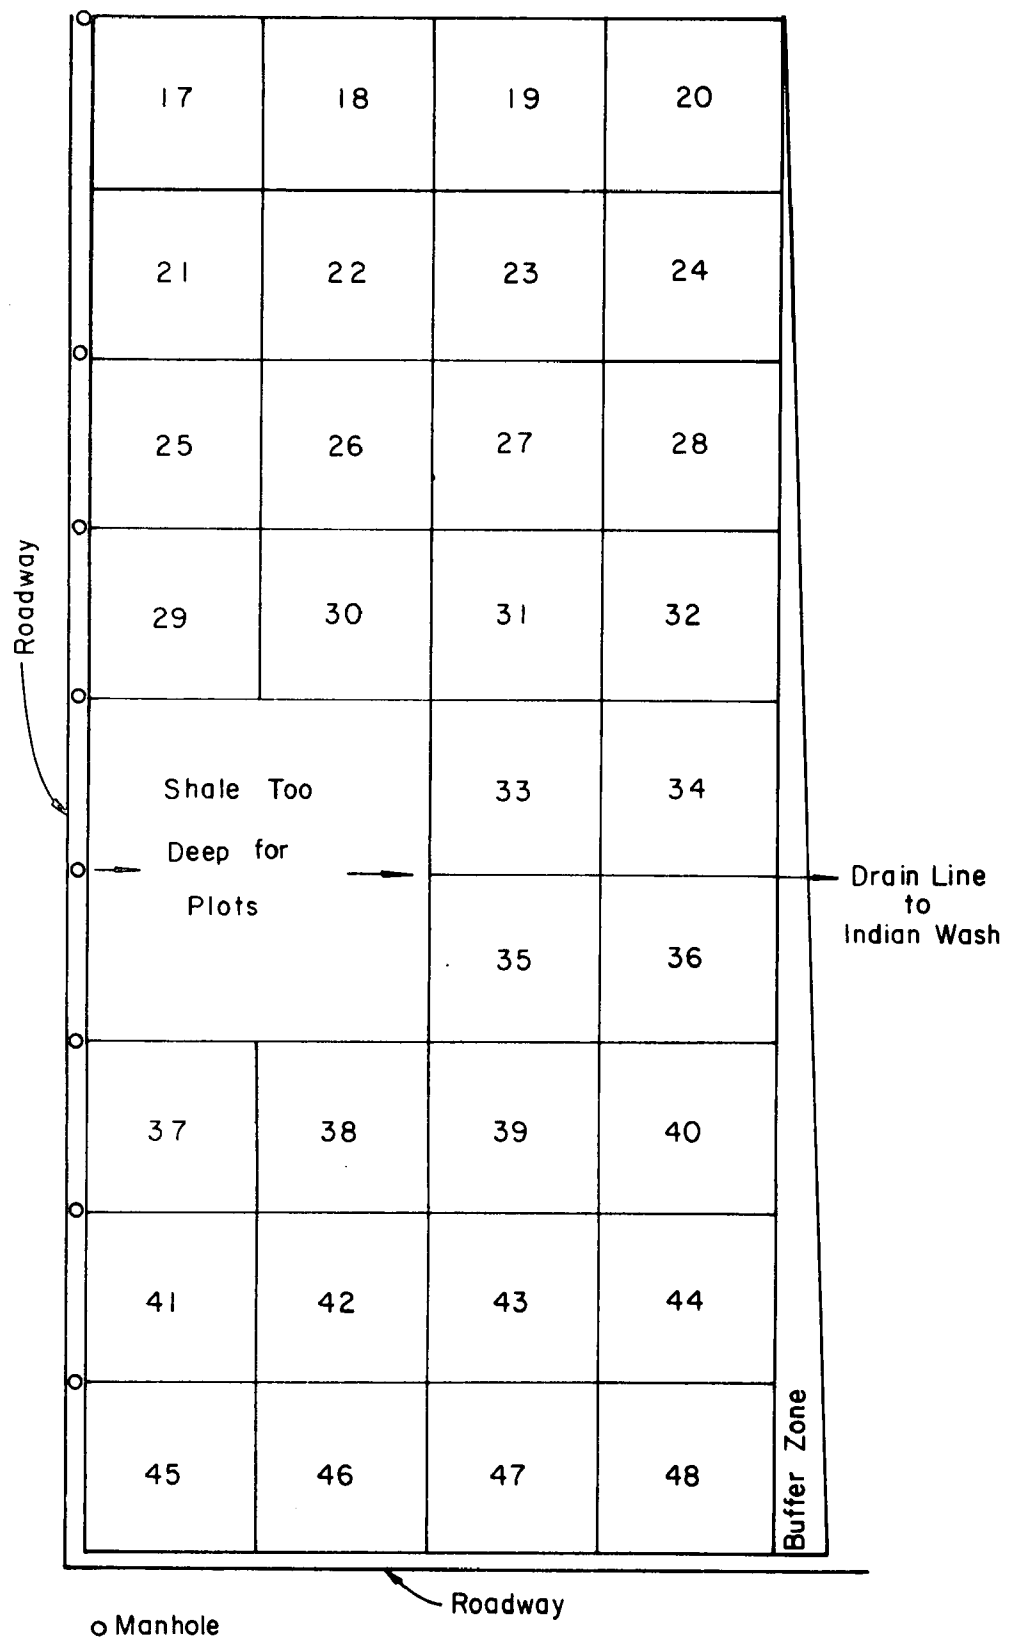 17 18 19 20
21 22 23 24
25 26 27 28
Roadway
29 30 31 32
Shale Too
Deep for
Plots
33 34
Drain Line
to
Indian Wash
35 36
37 38 39 40
41 42 43 44
45 46 47 48
Buffer Zone
Roadway
Manhole